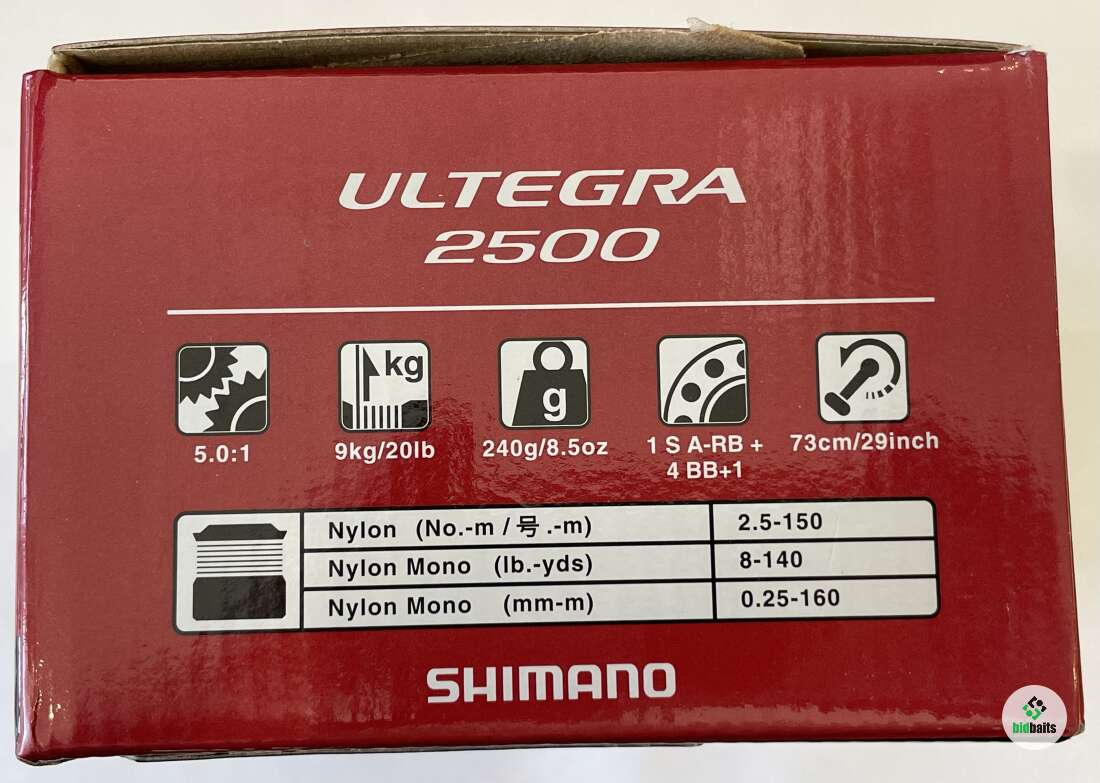 ULTEGRA
2500
kg
g
5.0:1
9kg/20lb
240g/8.5oz
1 S A-RB +
4 BB+1
73cm/29inch
Nylon (No.-m / 号 .-m) 2.5-150
Nylon Mono (lb.-yds) 8-140
Nylon Mono (mm-m) 0.25-160
SHIMANO
bidbaits